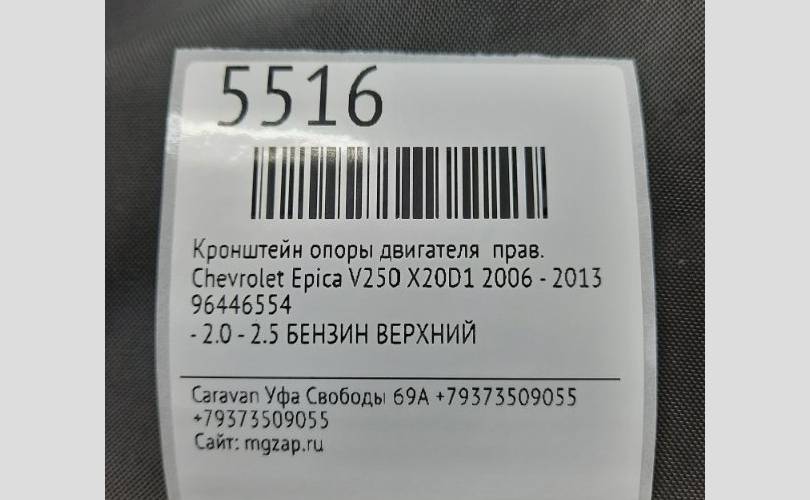 5516
Кронштейн опоры двигателя прав.
Chevrolet Epica V250 X20D1 2006 - 2013
96446554
- 2.0 - 2.5 БЕНЗИН ВЕРХНИЙ
Caravan Уфа Свободы 69А +79373509055
+79373509055
Сайт: mgzap.ru